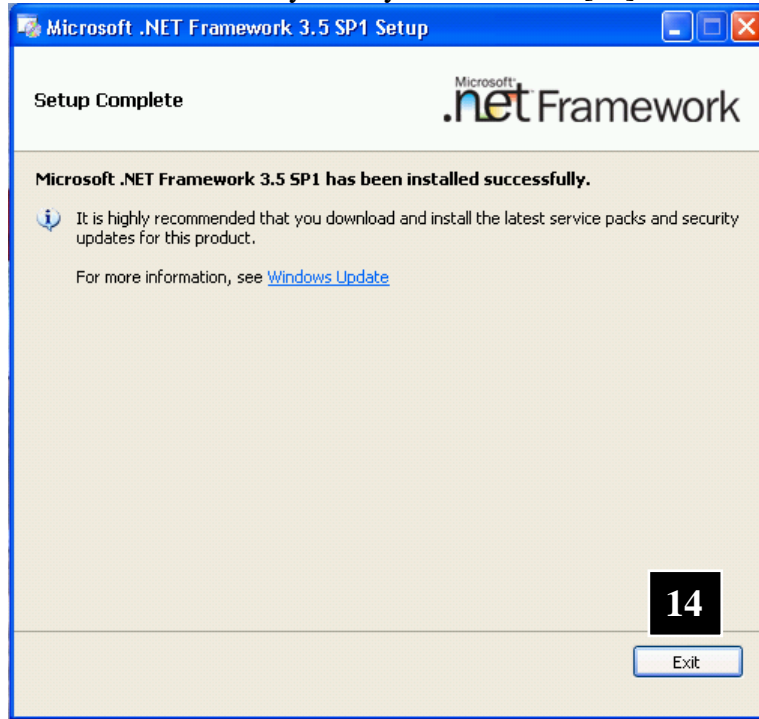 Microsoft .NET Framework 3.5 SP1 Setup
Setup Complete
Microsoft
.net Framework
Microsoft .NET Framework 3.5 SP1 has been installed successfully.
It is highly recommended that you download and install the latest service packs and security
updates for this product.
For more information, see Windows Update
14
Exit